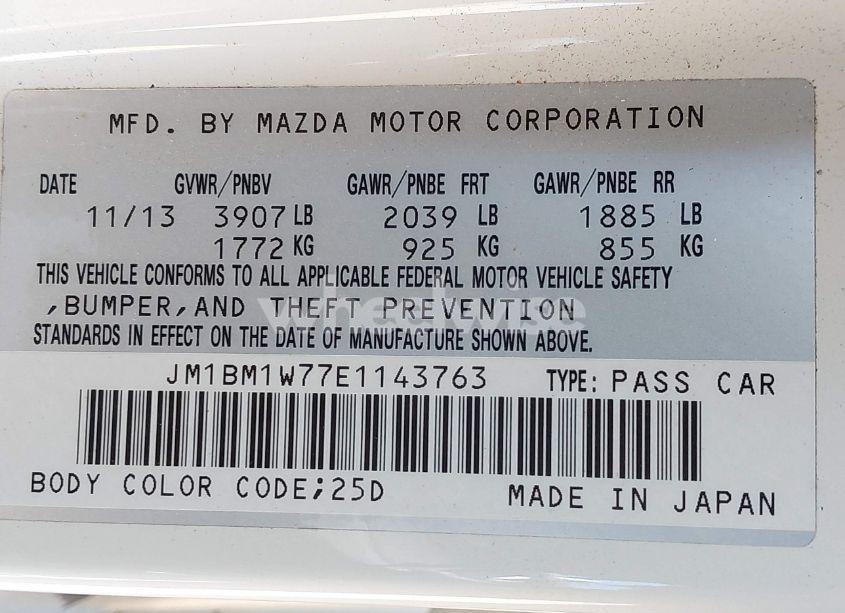 MFD. BY MAZDA MOTOR CORPORATION
DATE GVWR/PNBV GAWR/PNBE FRT GAWR/PNBE RR
11/13 3907 LB 2039 LB 1885 LB
1772 KG 925 KG 855 KG
THIS VEHICLE CONFORMS TO ALL APPLICABLE FEDERAL MOTOR VEHICLE SAFETY
,BUMPER,AND THEFT PREVENTION
wheelwise
STANDARDS IN EFFECT ON THE DATE OF MANUFACTURE SHOWN ABOVE.
JM1BM1W77E1143763 TYPE: PASS CAR
BODY COLOR CODE;25D MADE IN JAPAN